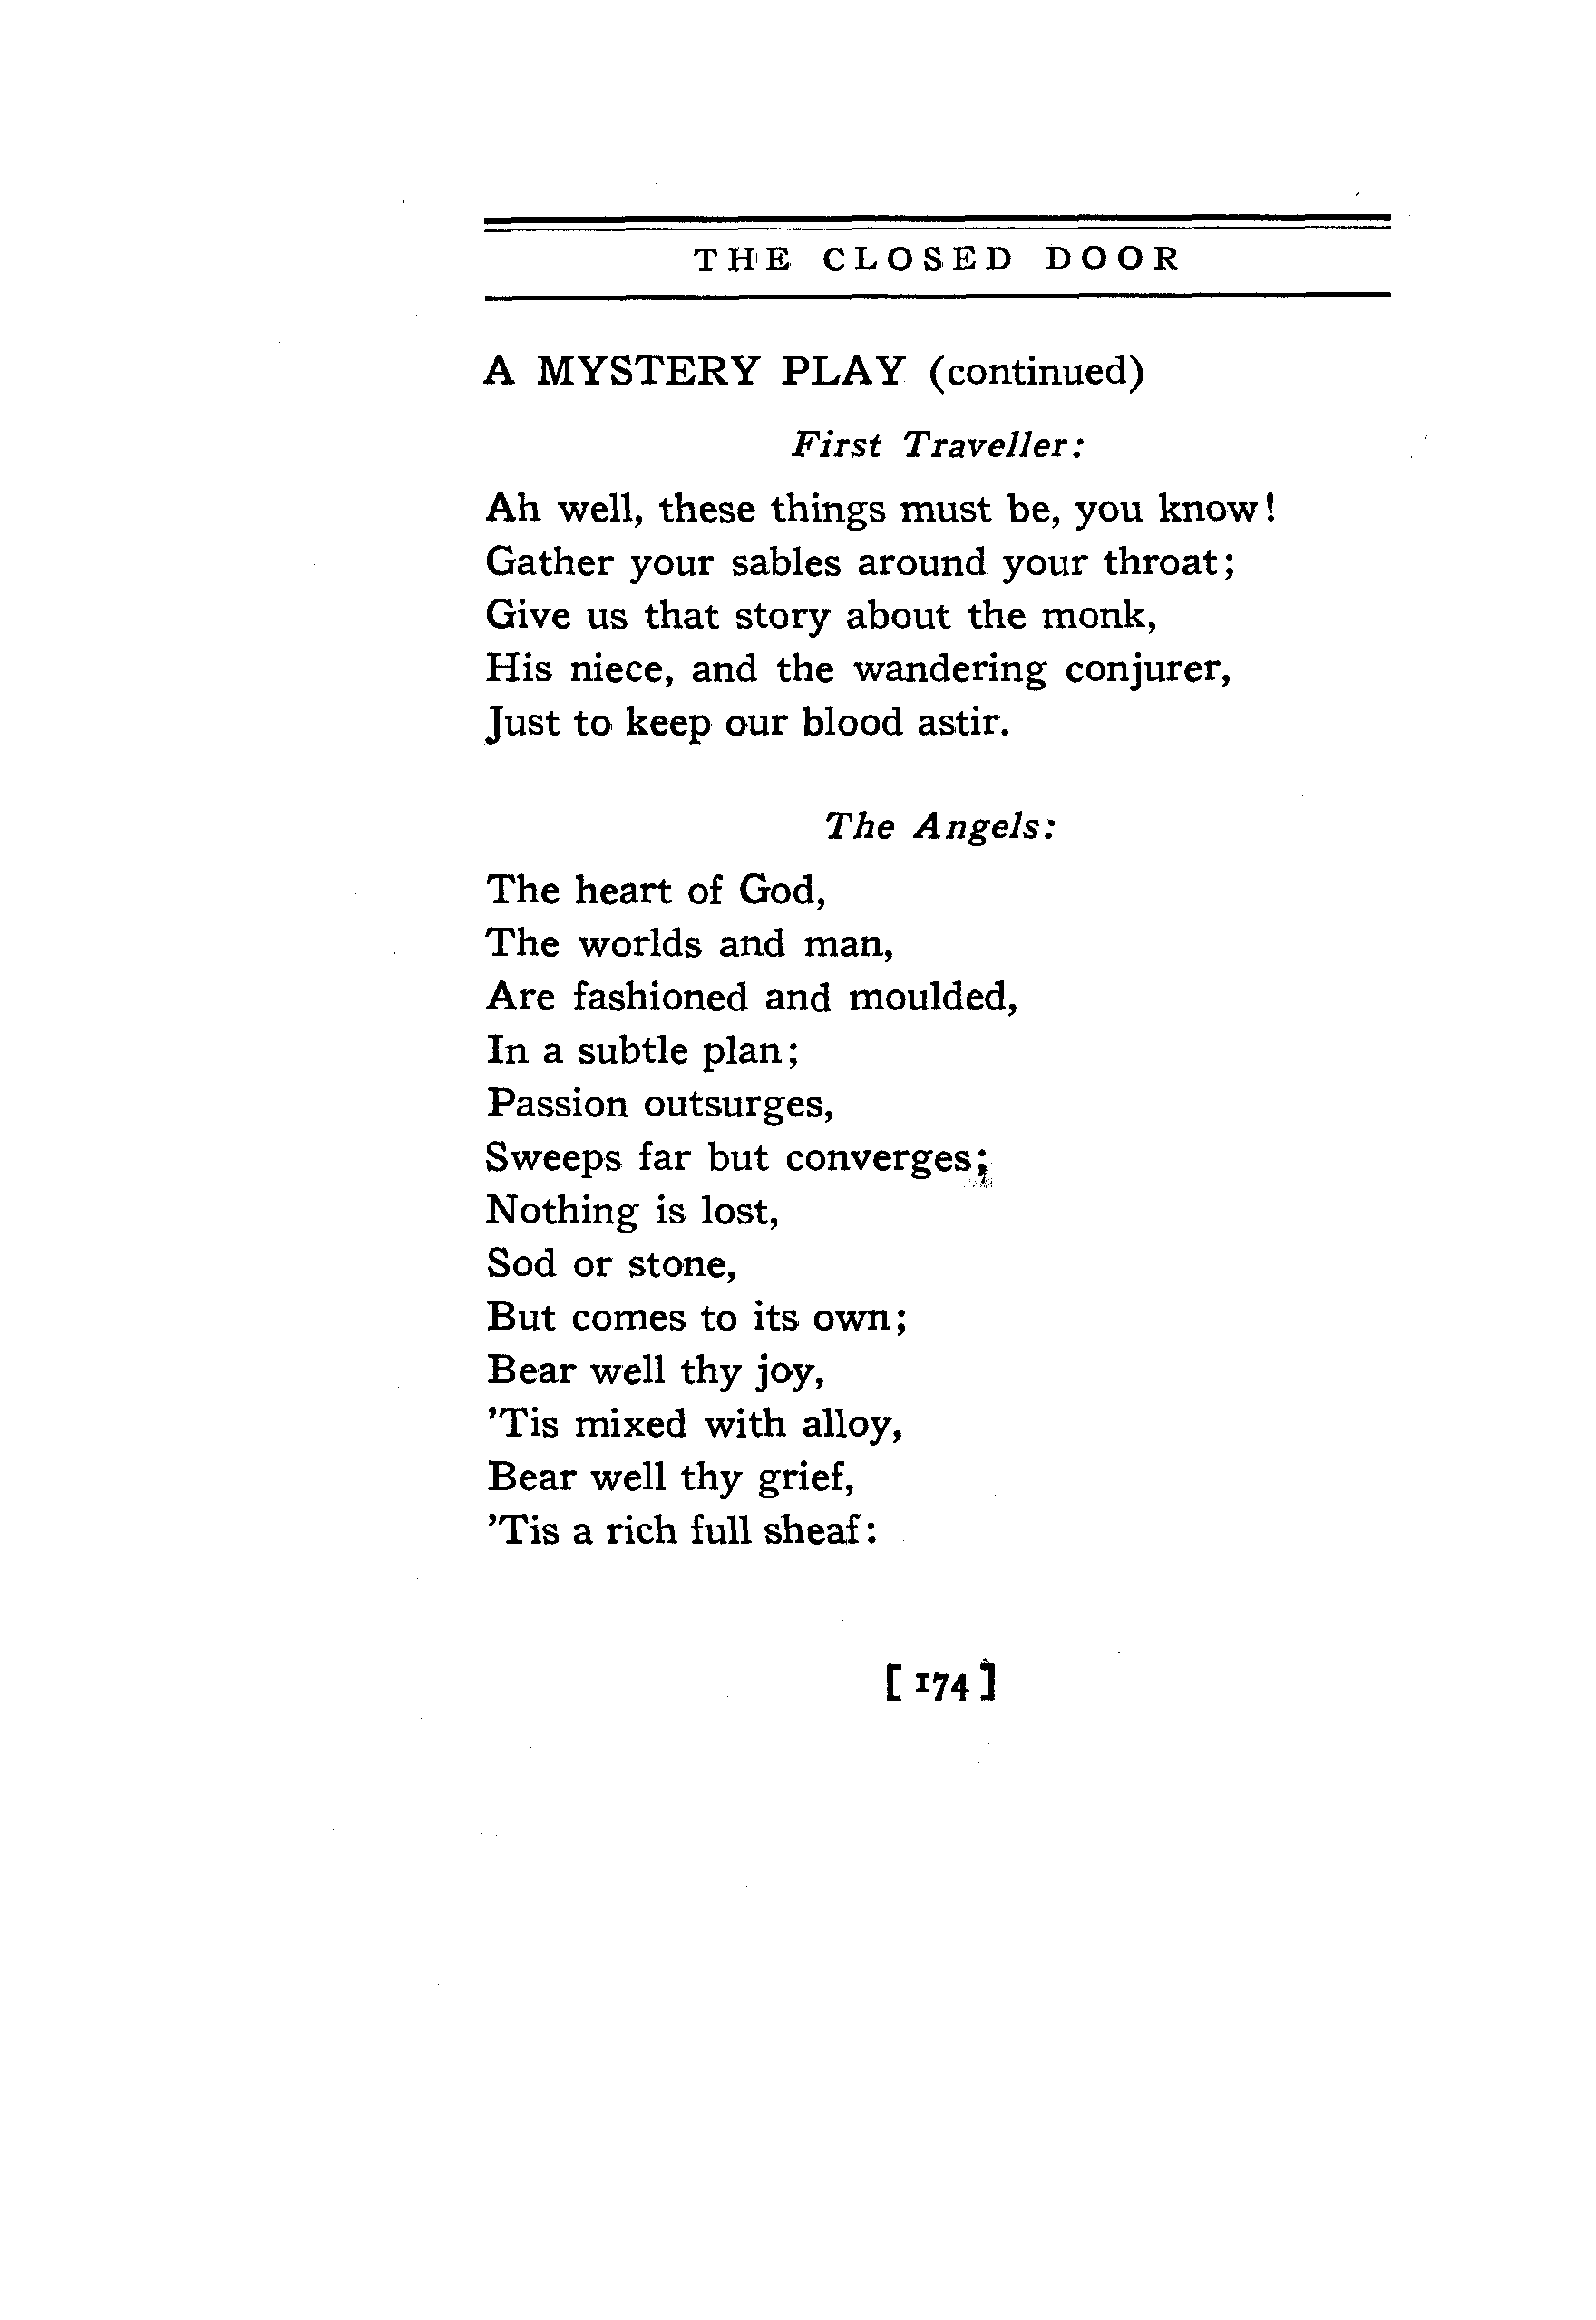 THE CLOSED DOOR
A MYSTERY PLAY (continued)
First Traveller:
Ah well, these things must be, you know!
Gather your sables around your throat;
Give us that story about the monk,
His niece, and the wandering conjurer,
Just to keep our blood astir.
The Angels:
The heart of God,
The worlds and man,
Are fashioned and moulded,
In a subtle plan;
Passion outsurges,
Sweeps far but converges;
Nothing is lost,
Sod or stone,
But comes to its own;
Bear well thy joy,
'Tis mixed with alloy,
Bear well thy grief,
'Tis a rich full sheaf:
[ 174 ]